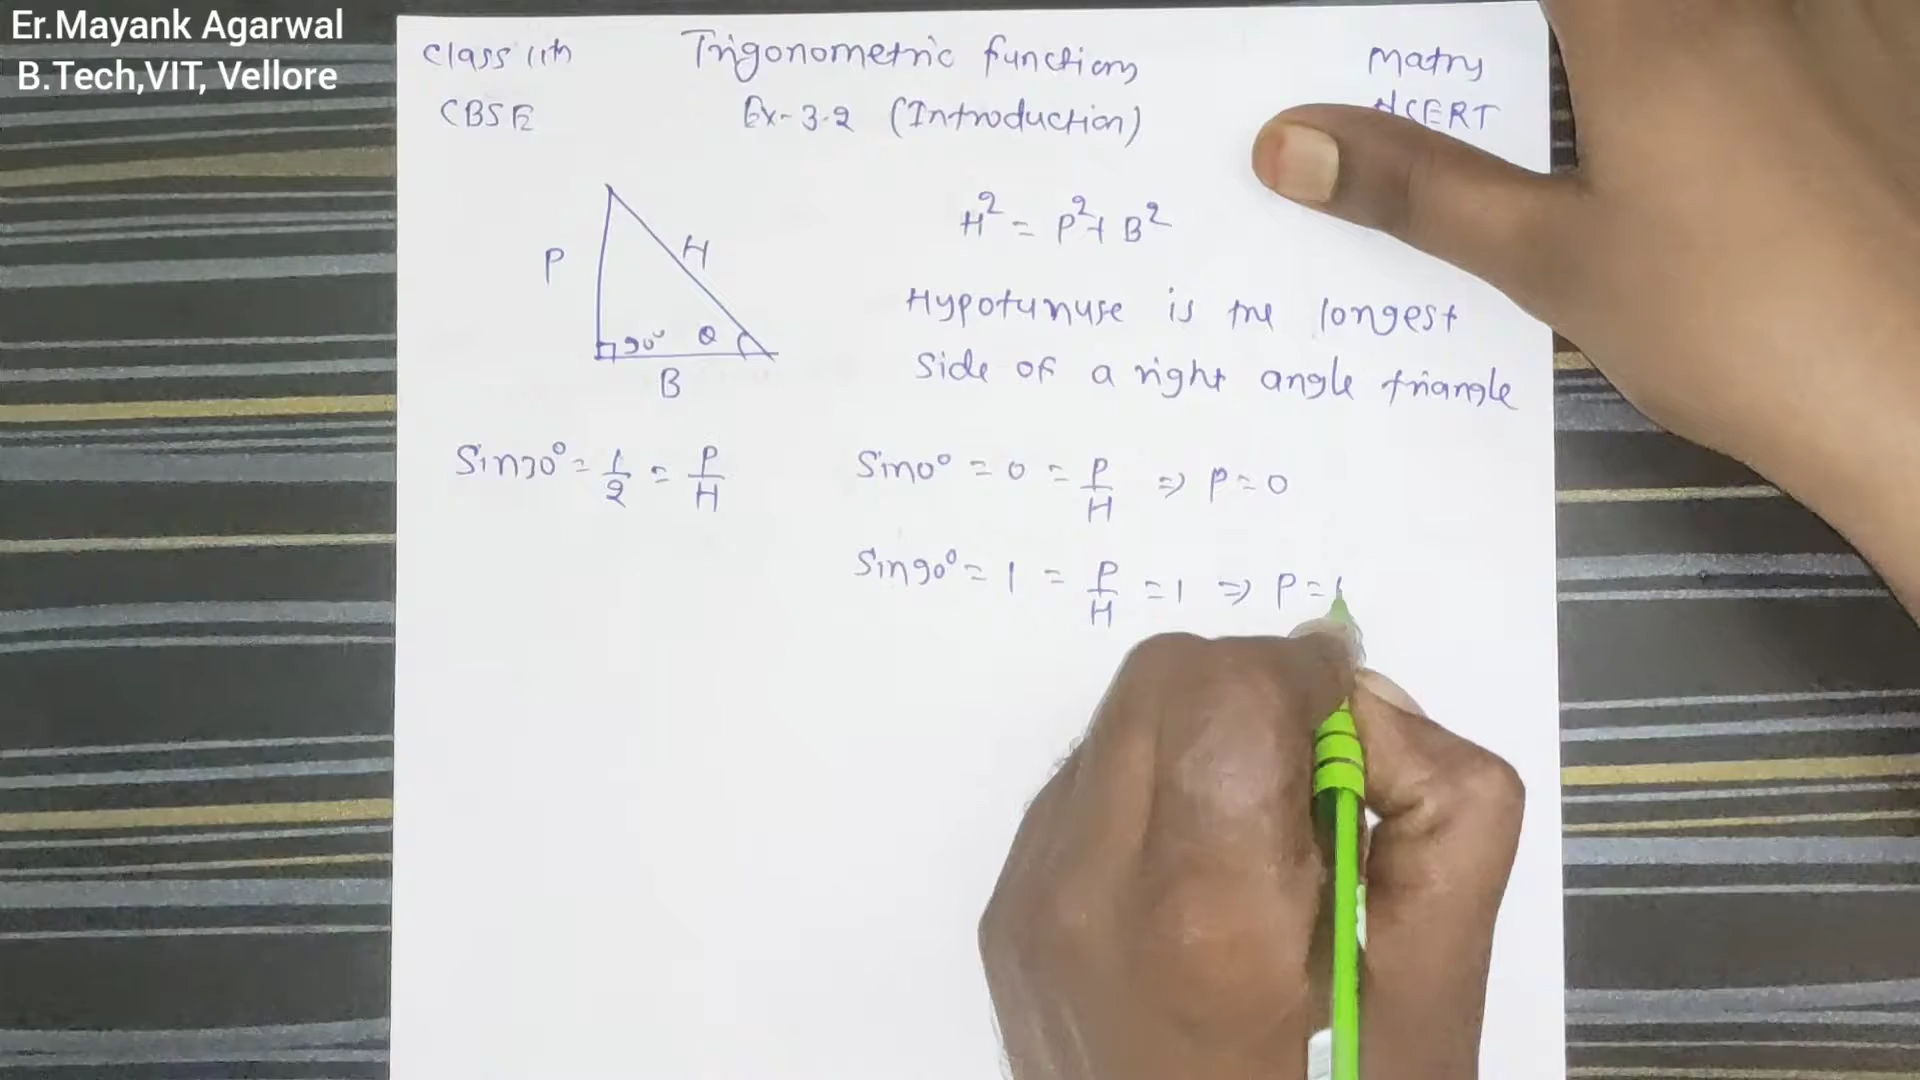 Er.Mayank Agarwal
B.Tech,VIT, Vellore
Class 11th
Trigonometric functions
Maths
CBSE
Ex-3.2 (Introduction)
NCERT
H² = P² + B²
P
H
90° θ
B
Hypotunuse is the longest
side of a right angle triangle
Sin30° = 1/2 = P/H
Sin0° = 0 = P/H ⇒ P = 0
Sin90° = 1 = P/H = 1 ⇒ P =